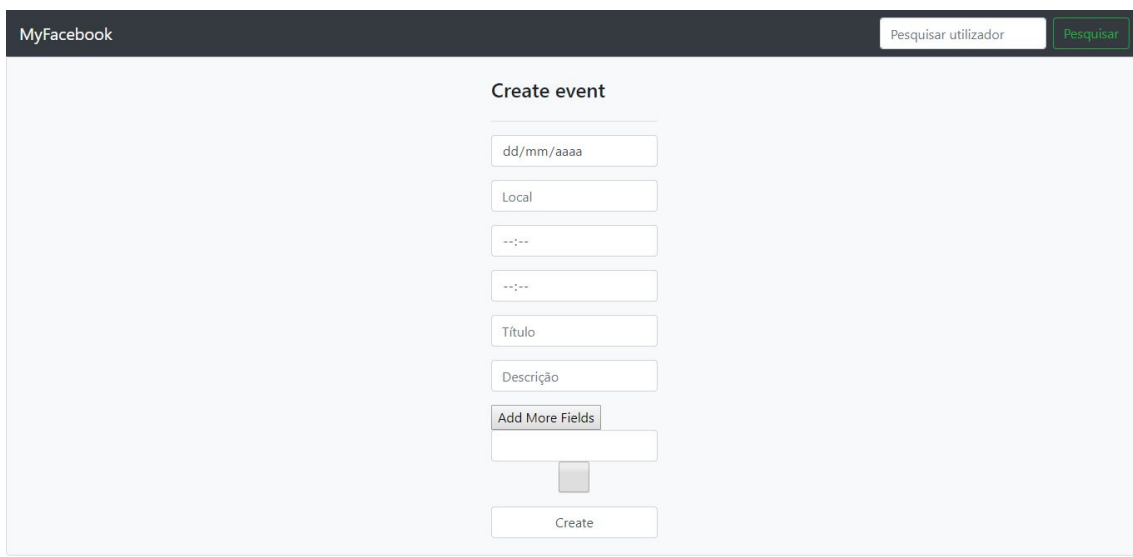 MyFacebook
Pesquisar utilizador
Pesquisar
Create event
dd/mm/aaaa
Local
--:--
--:--
Título
Descrição
Add More Fields
Create